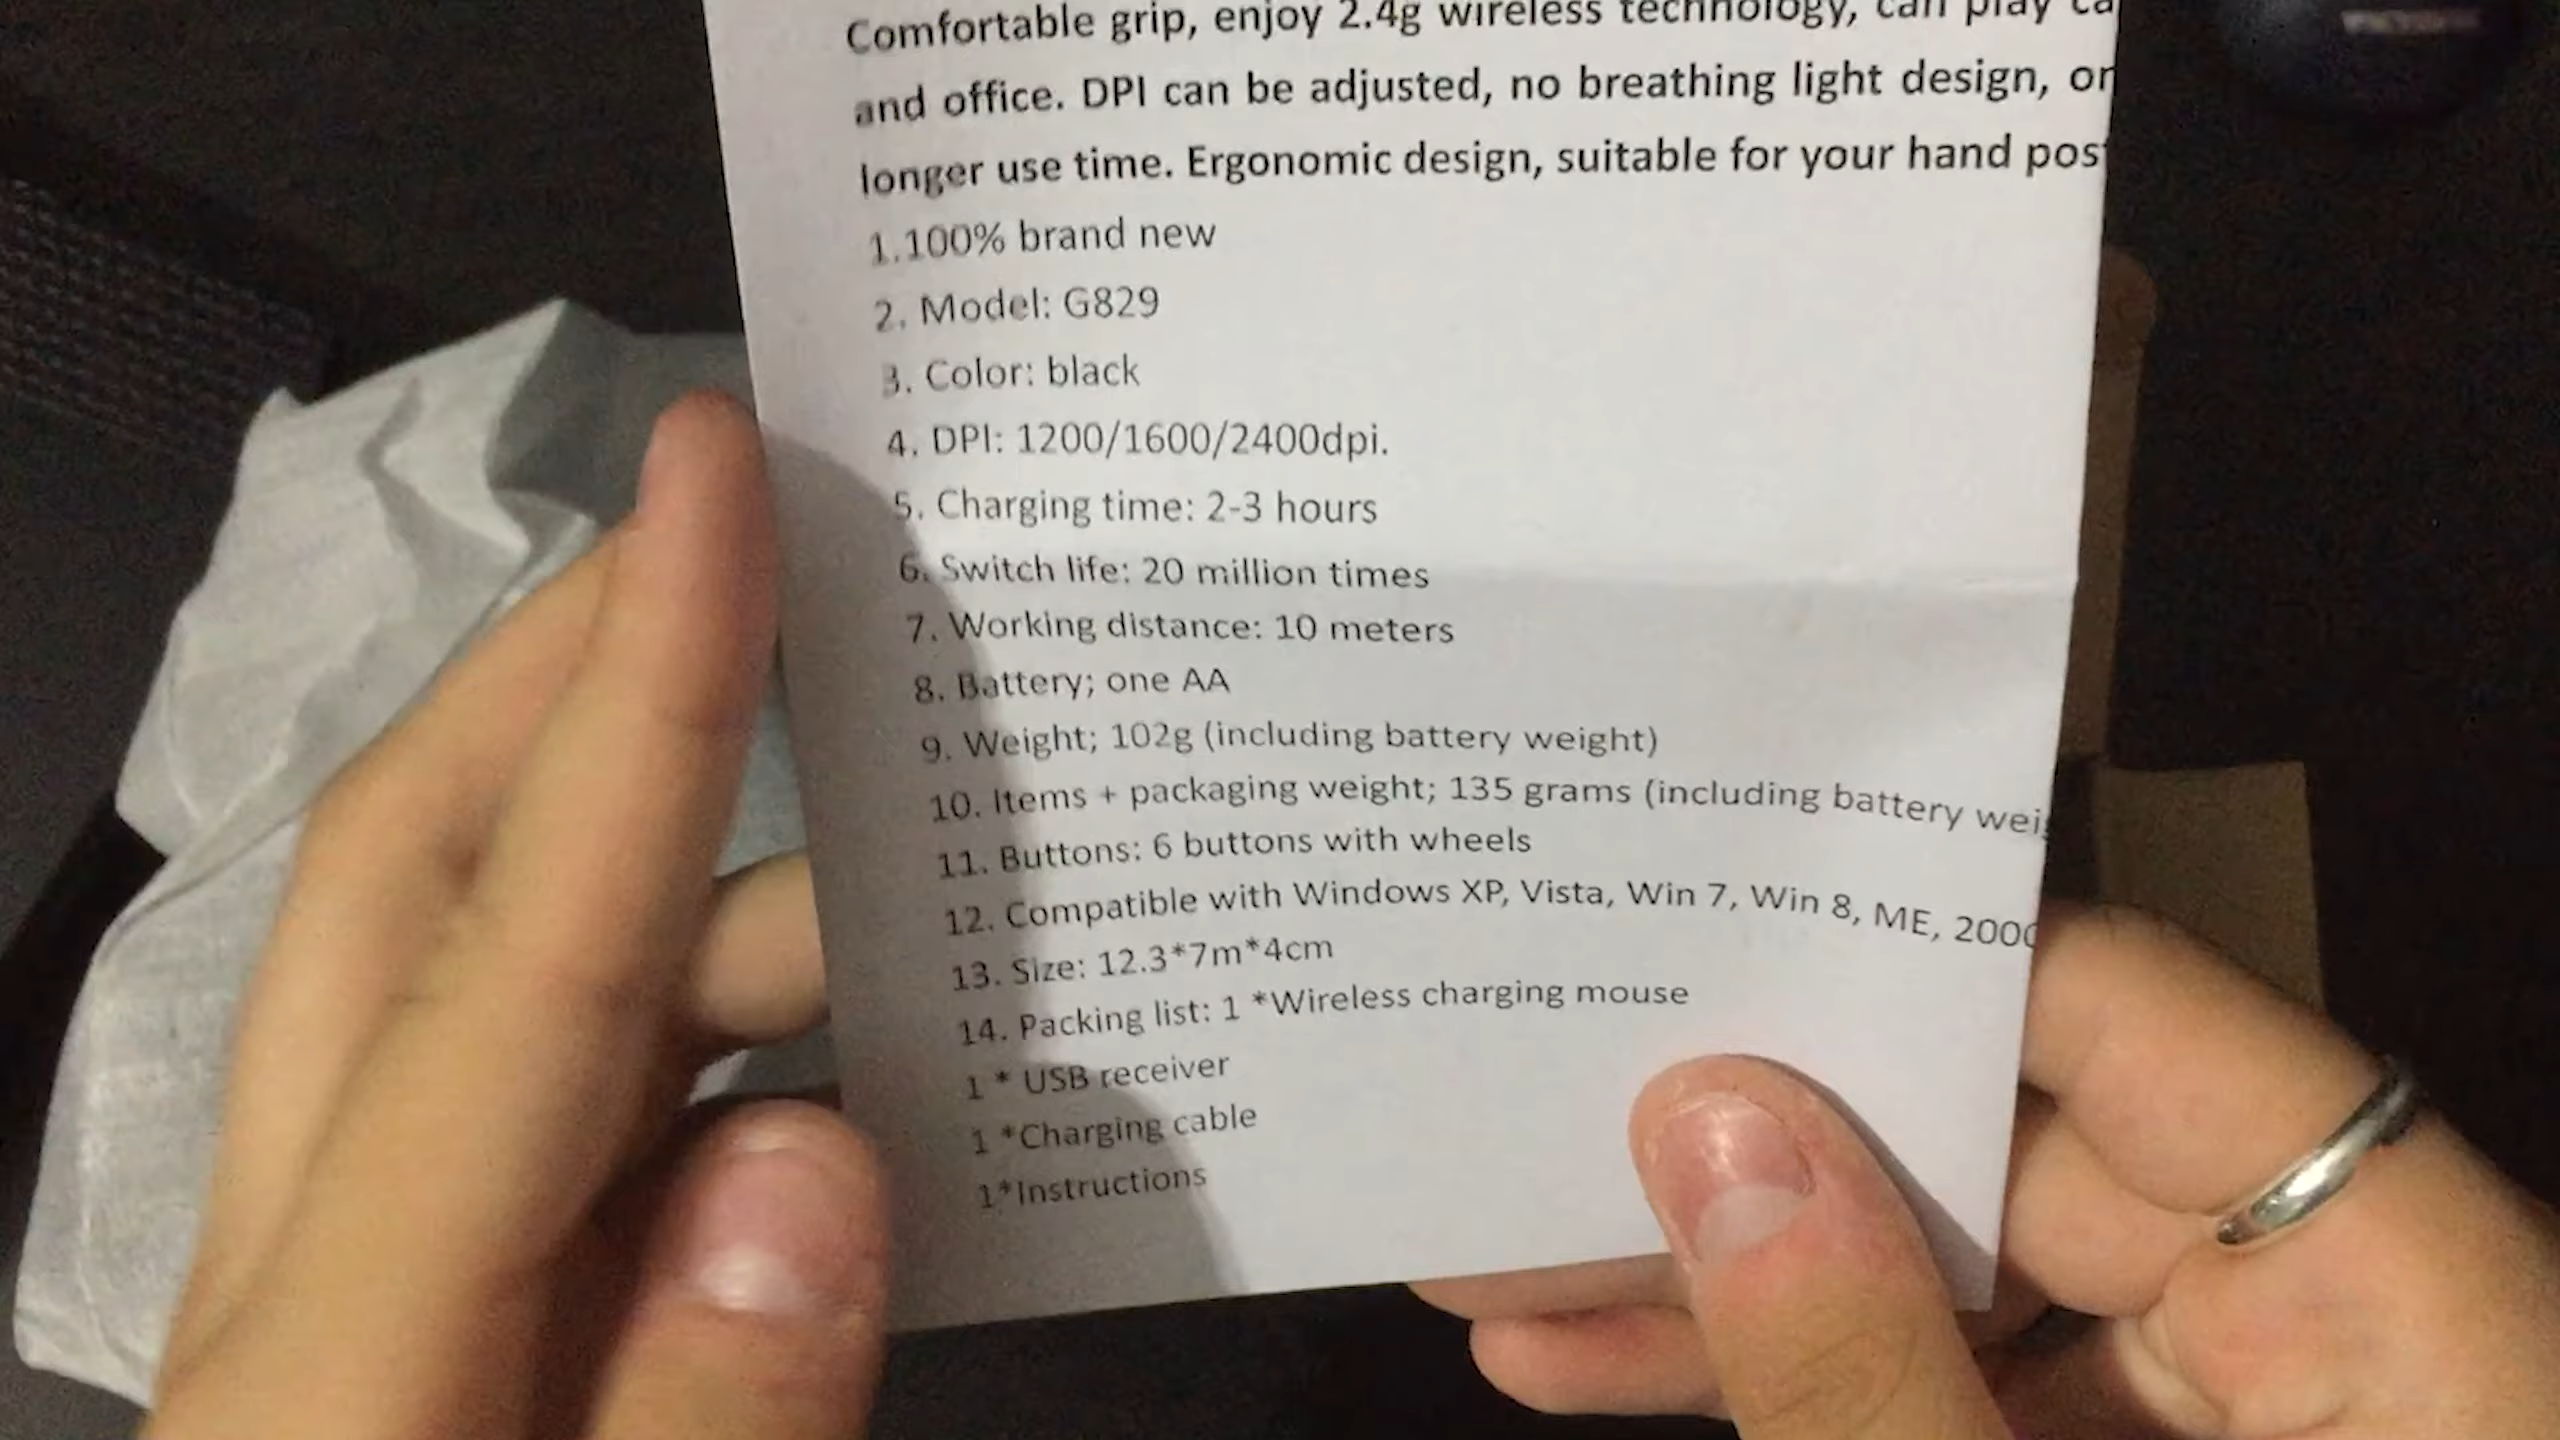 Comfortable grip, enjoy 2.4g wireless technology, can play
and office. DPI can be adjusted, no breathing light design,
longer use time. Ergonomic design, suitable for your hand
1.100% brand new
2. Model: G829
3. Color: black
4. DPI: 1200/1600/2400dpi.
5. Charging time: 2-3 hours
6. Switch life: 20 million times
7. Working distance: 10 meters
8. Battery; one AA
9. Weight; 102g (including battery weight)
10. Items + packaging weight; 135 grams (including battery
11. Buttons: 6 buttons with wheels
12. Compatible with Windows XP, Vista, Win 7, Win 8, ME, 2000
13. Size: 12.3*7m*4cm
14. Packing list: 1 *Wireless charging mouse
1 * USB receiver
1 *Charging cable
1*Instructions